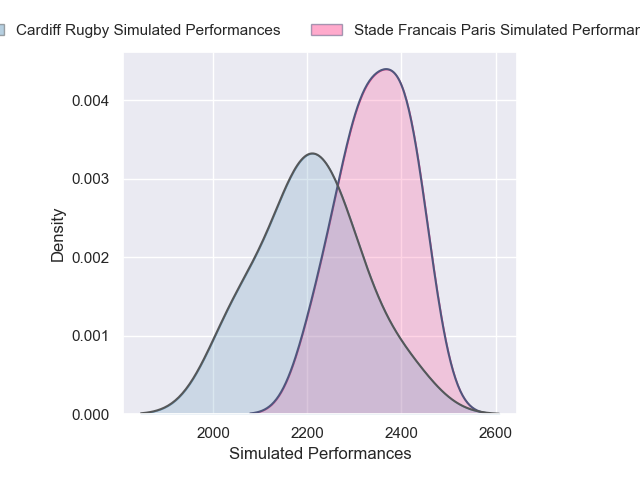 Cardiff Rugby Simulated Performances
Stade Francais Paris Simulated Performan
0.004
0.003
0.002
0.001
0.000
Density
2000
2200
2400
2600
Simulated Performances